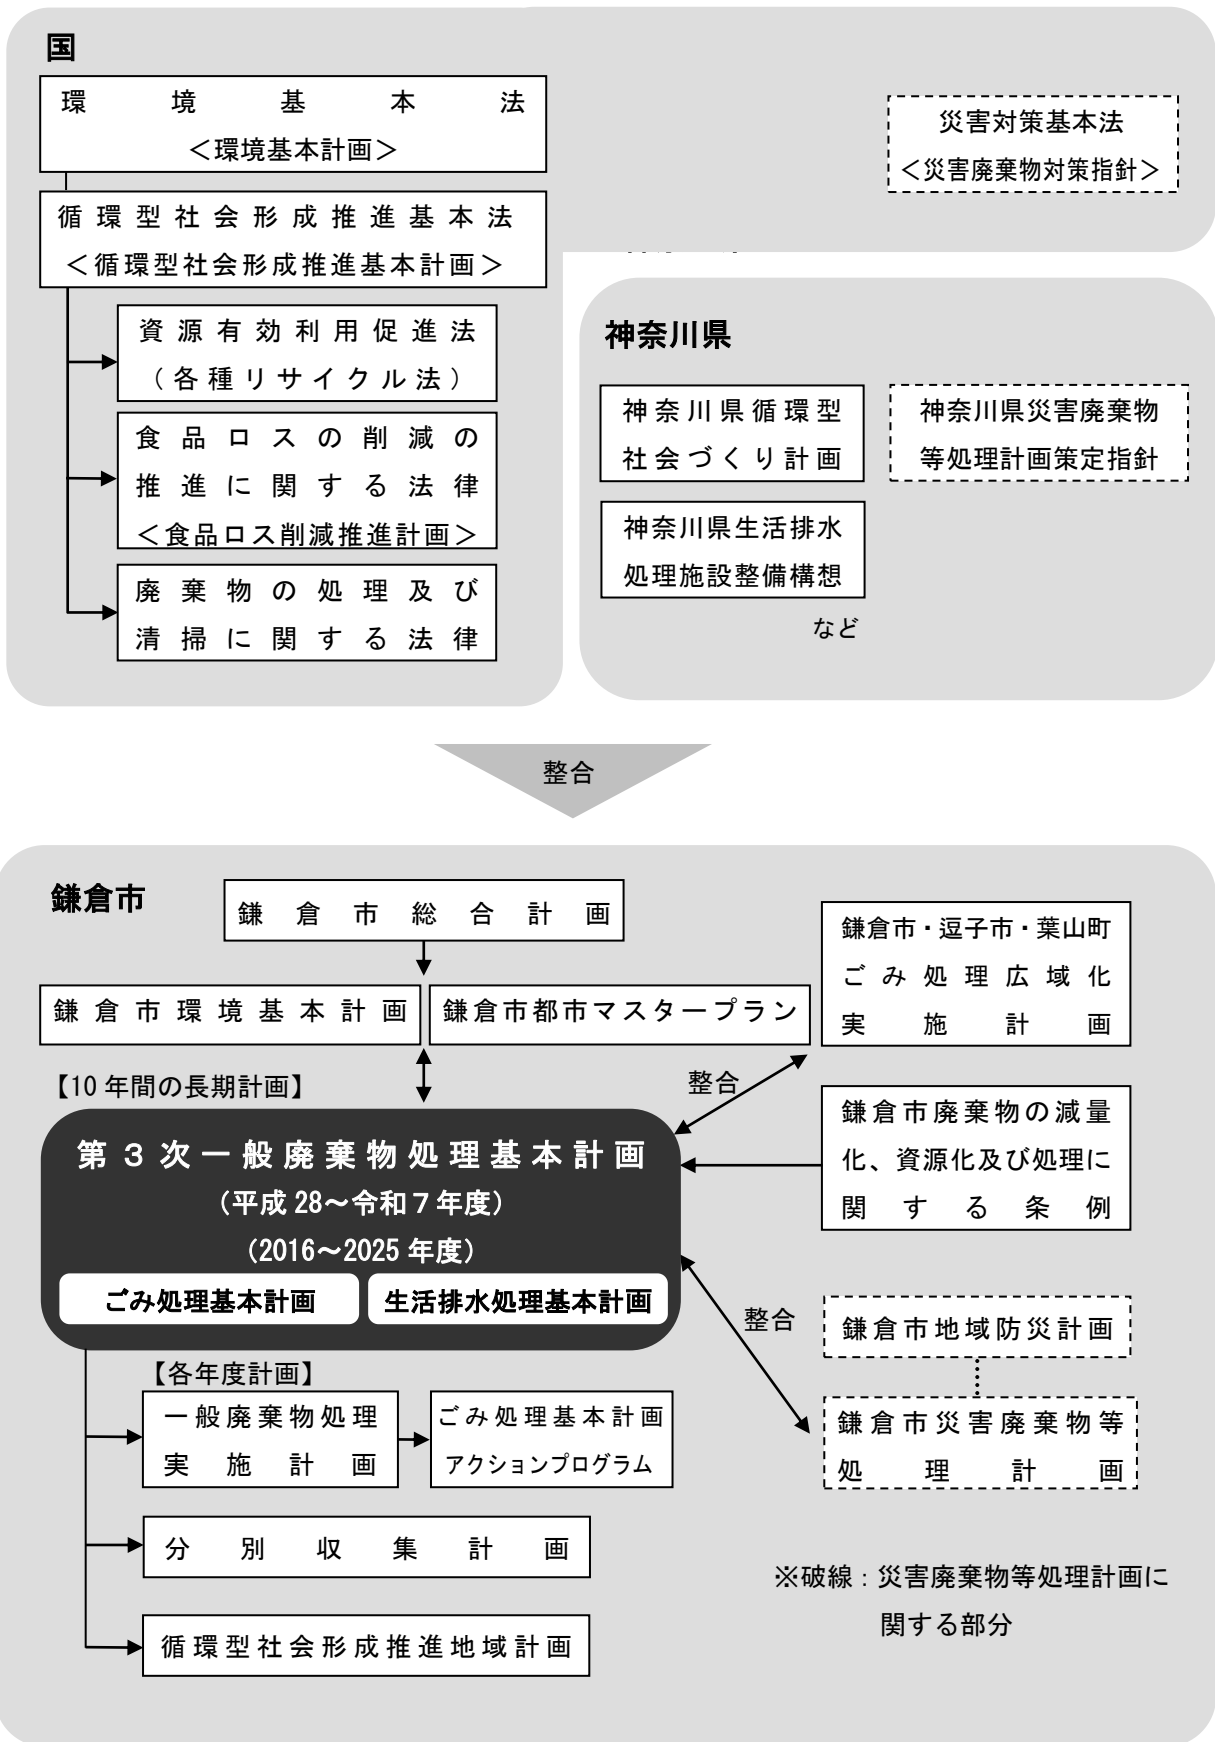 国
環境基本法
＜環境基本計画＞
災害対策基本法
＜災害廃棄物対策指針＞
循環型社会形成推進基本法
＜循環型社会形成推進基本計画＞
資源有効利用促進法
（各種リサイクル法）
食品ロスの削減の
推進に関する法律
＜食品ロス削減推進計画＞
廃棄物の処理及び
清掃に関する法律
神奈川県
神奈川県循環型
社会づくり計画
神奈川県災害廃棄物
等処理計画策定指針
神奈川県生活排水
処理施設整備構想
など
整合
鎌倉市
鎌倉市総合計画
鎌倉市環境基本計画
鎌倉市都市マスタープラン
鎌倉市・逗子市・葉山町
ごみ処理広域化
実施計画
【10年間の長期計画】
整合
第３次一般廃棄物処理基本計画
（平成28～令和７年度）
（2016～2025年度）
ごみ処理基本計画
生活排水処理基本計画
鎌倉市廃棄物の減量
化、資源化及び処理に
関する条例
整合
鎌倉市地域防災計画
鎌倉市災害廃棄物等
処理計画
【各年度計画】
一般廃棄物処理
実施計画
ごみ処理基本計画
アクションプログラム
分別収集計画
循環型社会形成推進地域計画
※破線：災害廃棄物等処理計画に
関する部分